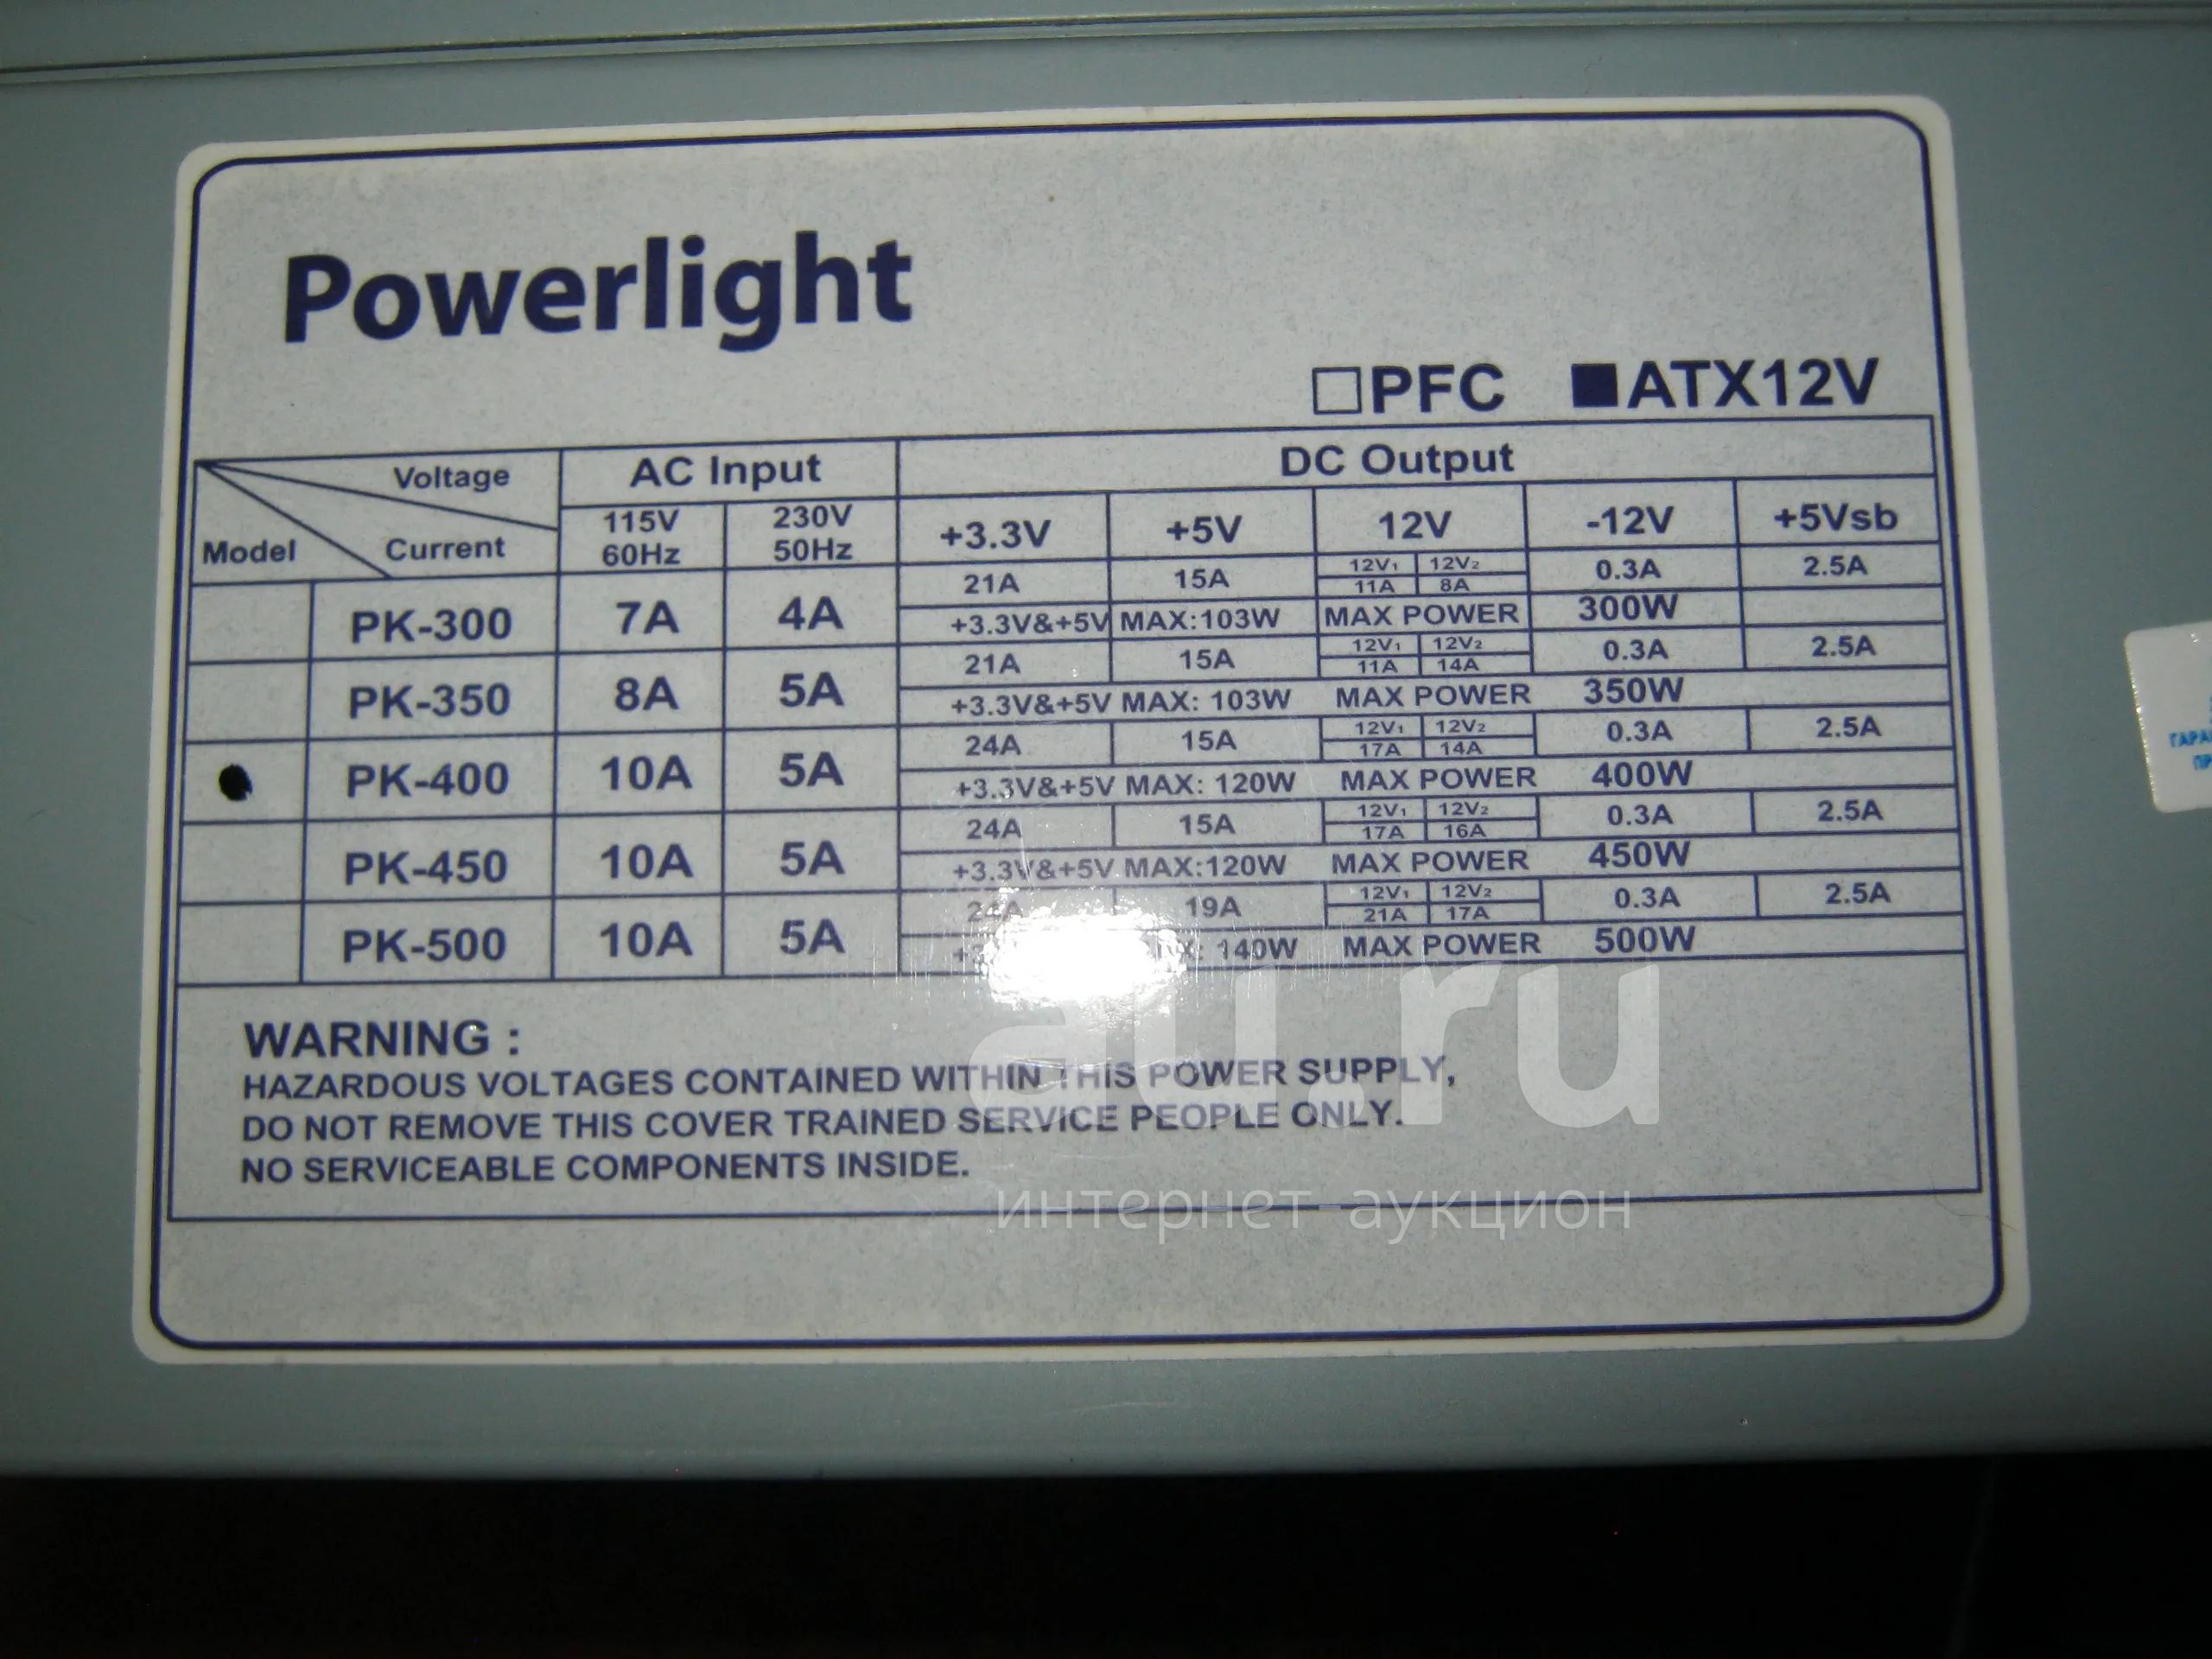 Powerlight
PFC ATX12V
Voltage AC Input DC Output
Model Current 115V 60Hz 230V 50Hz +3.3V +5V 12V -12V +5Vsb
PK-300 7A 4A 21A 15A 12V1 12V2 0.3A 2.5A
11A 8A
+3.3V&+5V MAX:103W MAX POWER 300W
PK-350 8A 5A 21A 15A 12V1 12V2 0.3A 2.5A
11A 14A
+3.3V&+5V MAX: 103W MAX POWER 350W
PK-400 10A 5A 24A 15A 12V1 12V2 0.3A 2.5A
17A 14A
+3.3V&+5V MAX: 120W MAX POWER 400W
PK-450 10A 5A 24A 15A 12V1 12V2 0.3A 2.5A
17A 16A
+3.3V&+5V MAX:120W MAX POWER 450W
PK-500 10A 5A 24A 19A 12V1 12V2 0.3A 2.5A
21A 17A
140W MAX POWER 500W
WARNING :
HAZARDOUS VOLTAGES CONTAINED WITHIN THIS POWER SUPPLY,
DO NOT REMOVE THIS COVER TRAINED SERVICE PEOPLE ONLY.
NO SERVICEABLE COMPONENTS INSIDE.
au.ru
интернет-аукцион